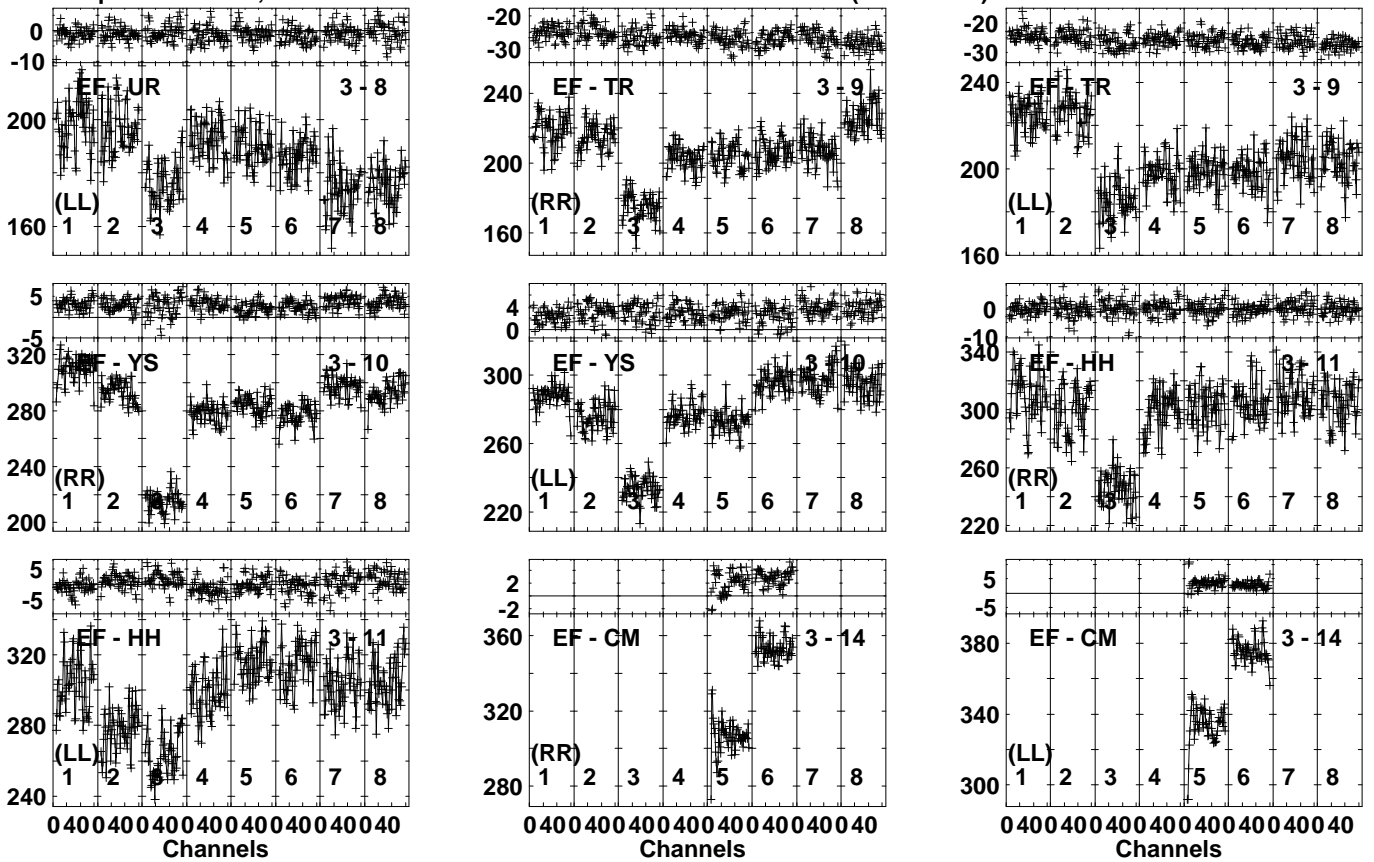 0
-10
EF - UR 3 - 8
200
(LL)
160
1 2 3 4 5 6 7 8
-20
-30
EF - TR 3 - 9
240
200
(RR)
160
1 2 3 4 5 6 7 8
-20
-30
EF - TR 3 - 9
240
200
(LL)
160
1 2 3 4 5 6 7 8
5
-5
320
EF - YS 3 - 10
280
240
(RR)
200
1 2 3 4 5 6 7 8
4
0
EF - YS 3 - 10
300
260
(LL)
220
1 2 3 4 5 6 7 8
0
-10
340
EF - HH 3 - 11
300
260
(RR)
220
1 2 3 4 5 6 7 8
5
-5
EF - HH 3 - 11
320
280
(LL)
240
1 2 3 4 5 6 7 8
0 40 0 40 0 40 0 40 0 40 0 40 0 40 0 40
Channels
2
-2
EF - CM 3 - 14
360
320
(RR)
280
1 2 3 4 5 6 7 8
0 40 0 40 0 40 0 40 0 40 0 40 0 40 0 40
Channels
5
-5
EF - CM 3 - 14
380
340
(LL)
300
1 2 3 4 5 6 7 8
0 40 0 40 0 40 0 40 0 40 0 40 0 40 0 40
Channels